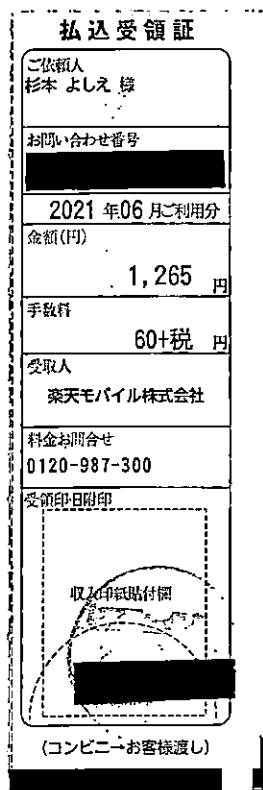 払込受領証
ご依頼人
杉本 よしえ 様
お問い合わせ番号
2021 年06 月ご利用分
金額(円)
1,265 円
手数料
60+税 円
受取人
楽天モバイル株式会社
料金お問合せ
0120-987-300
受領印・日附印
収入印紙貼付欄
(コンビニ→お客様渡し)